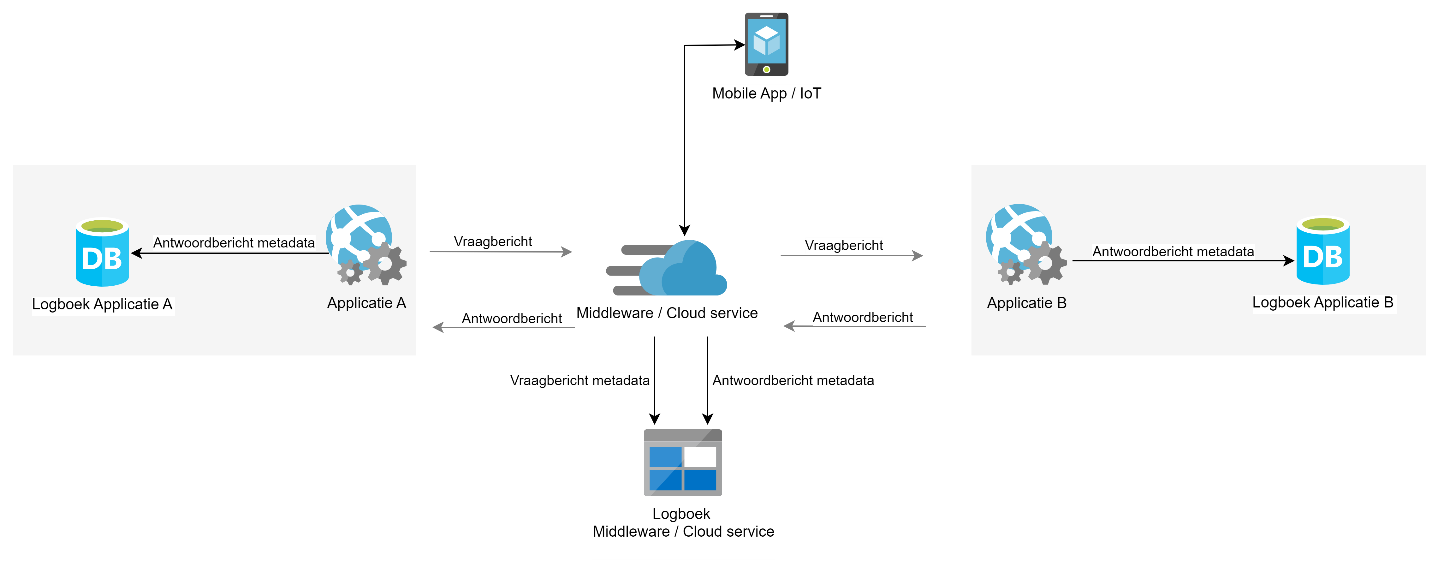 Mobile App / IoT
Antwoordbericht metadata
DB
Logboek Applicatie A
Applicatie A
Vraagbericht
Antwoordbericht
Middleware / Cloud service
Vraagbericht
Antwoordbericht
Applicatie B
Antwoordbericht metadata
DB
Logboek Applicatie B
Vraagbericht metadata
Antwoordbericht metadata
Logboek
Middleware / Cloud service